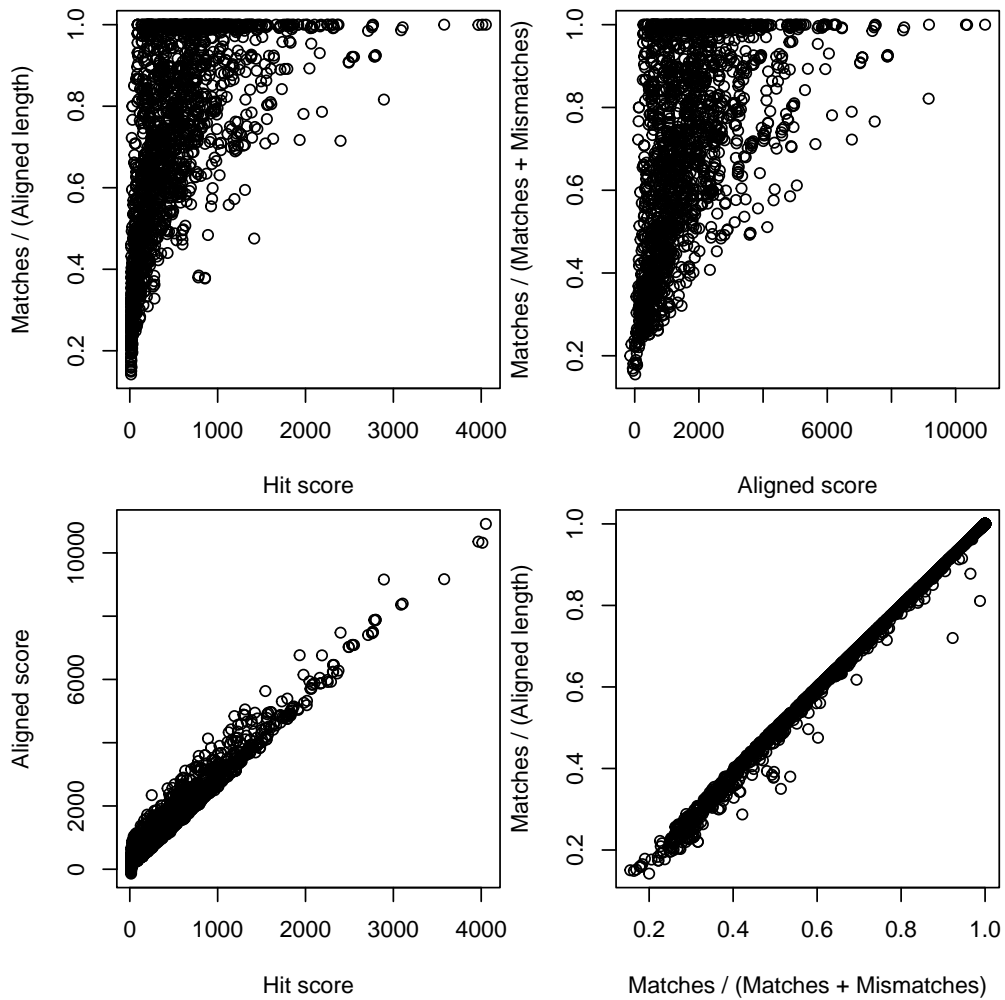 Matches / (Aligned length)
1.0
0.8
0.6
0.4
0.2
0 1000 2000 3000 4000
Hit score
Matches / (Matches + Mismatches)
1.0
0.8
0.6
0.4
0.2
0 2000 6000 10000
Aligned score
Aligned score
10000
6000
2000
0
0 1000 2000 3000 4000
Hit score
Matches / (Aligned length)
1.0
0.8
0.6
0.4
0.2
0.2 0.4 0.6 0.8 1.0
Matches / (Matches + Mismatches)